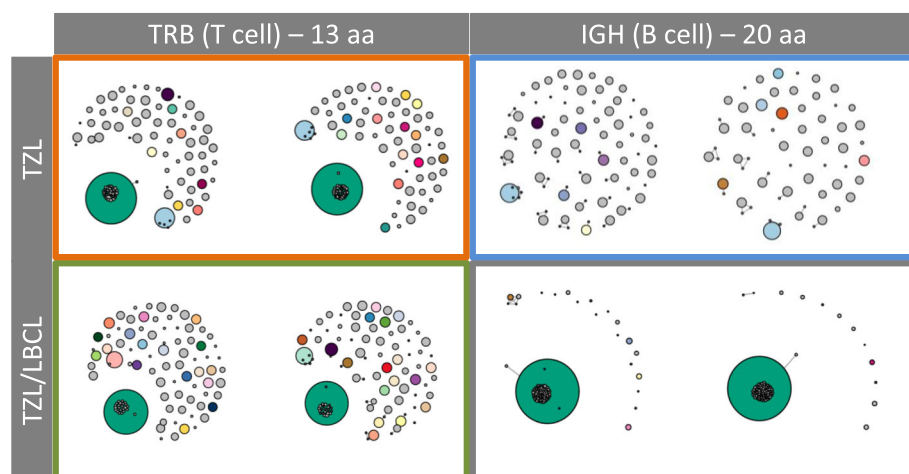 TRB (T cell) – 13 aa
IGH (B cell) – 20 aa
TZL
TZL/LBCL